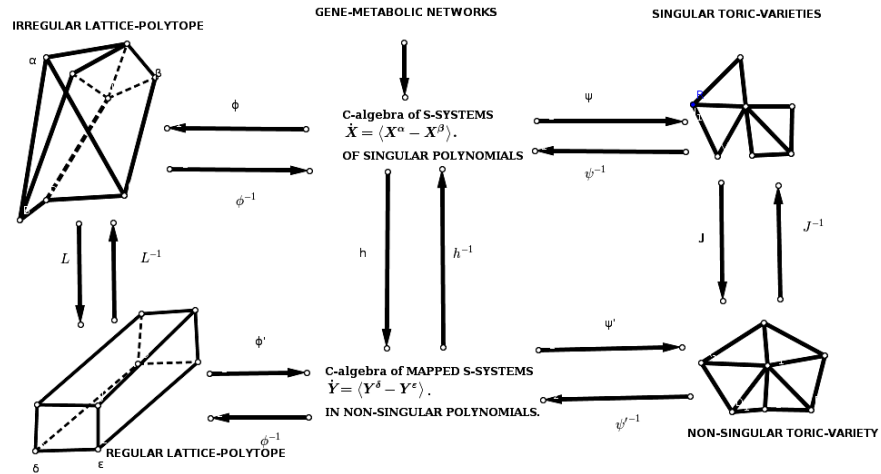 GENE-METABOLIC NETWORKS
IRREGULAR LATTICE-POLYTOPE
SINGULAR TORIC-VARIETIES
α
β
ϕ
C-algebra of S-SYSTEMS
Ẋ = ⟨X^α − X^β⟩.
OF SINGULAR POLYNOMIALS
ψ
ϕ⁻¹
ψ⁻¹
L
L⁻¹
h
h⁻¹
J
J⁻¹
ϕ'
C-algebra of MAPPED S-SYSTEMS
Ẏ = ⟨Y^δ − Y^ε⟩.
IN NON-SINGULAR POLYNOMIALS.
ψ'
ϕ⁻¹
ψ'⁻¹
REGULAR LATTICE-POLYTOPE
δ
ε
NON-SINGULAR TORIC-VARIETY